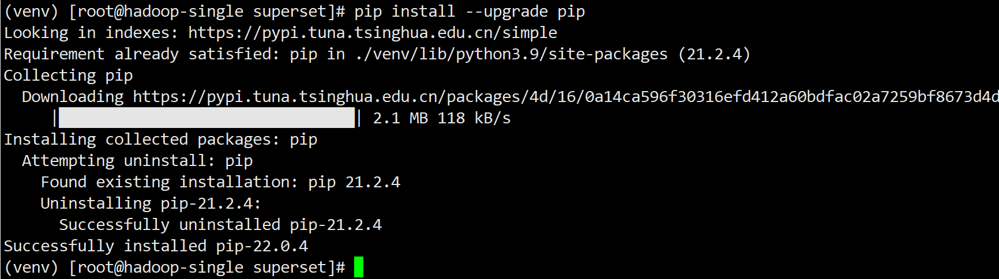 (venv) [root@hadoop-single superset]# pip install --upgrade pip
Looking in indexes: https://pypi.tuna.tsinghua.edu.cn/simple
Requirement already satisfied: pip in ./venv/lib/python3.9/site-packages (21.2.4)
Collecting pip
  Downloading https://pypi.tuna.tsinghua.edu.cn/packages/4d/16/0a14ca596f30316efd412a60bdfac02a7259bf8673d4d
     |████████████████████████████████| 2.1 MB 118 kB/s
Installing collected packages: pip
  Attempting uninstall: pip
    Found existing installation: pip 21.2.4
    Uninstalling pip-21.2.4:
      Successfully uninstalled pip-21.2.4
Successfully installed pip-22.0.4
(venv) [root@hadoop-single superset]#